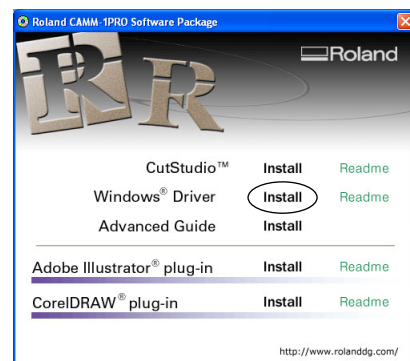 Roland CAMM-1PRO Software Package
Roland
CutStudio™ Install Readme
Windows® Driver Install Readme
Advanced Guide Install
Adobe Illustrator® plug-in Install Readme
CorelDRAW® plug-in Install Readme
http://www.rolanddg.com/